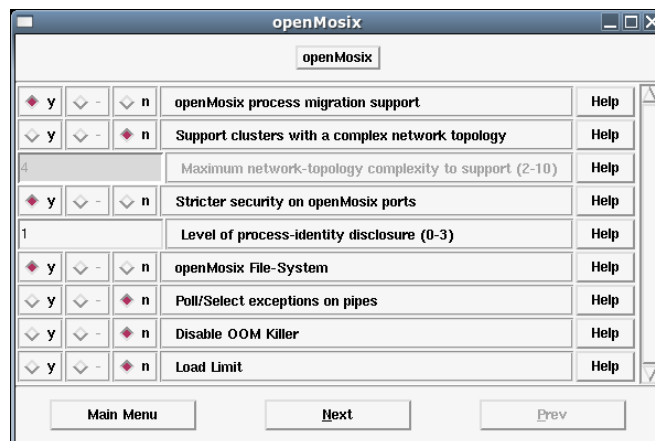 openMosix
openMosix
y - n openMosix process migration support Help
y - n Support clusters with a complex network topology Help
4 Maximum network-topology complexity to support (2-10) Help
y - n Stricter security on openMosix ports Help
1 Level of process-identity disclosure (0-3) Help
y - n openMosix File-System Help
y - n Poll/Select exceptions on pipes Help
y - n Disable OOM Killer Help
y - n Load Limit Help
Main Menu Next Prev